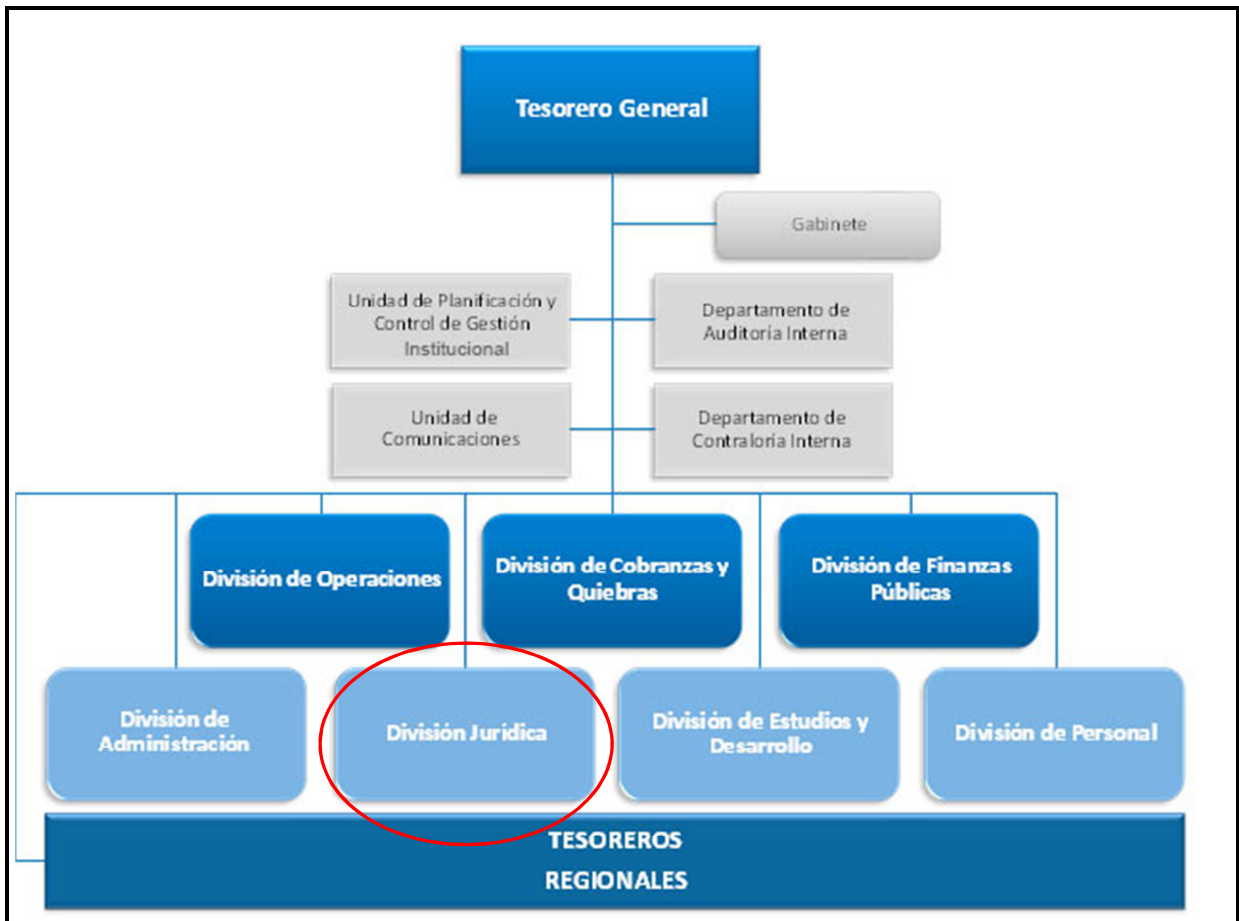 Tesorero General
Gabinete
Unidad de Planificación y
Control de Gestión
Institucional
Departamento de
Auditoría Interna
Unidad de
Comunicaciones
Departamento de
Contraloría Interna
División de Operaciones
División de Cobranzas y
Quiebras
División de Finanzas
Públicas
División de
Administración
División Jurídica
División de Estudios y
Desarrollo
División de Personal
TESOREROS
REGIONALES